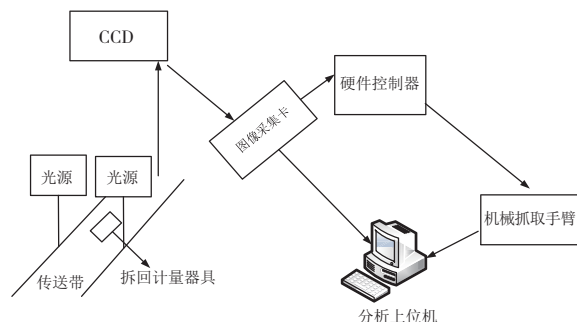 CCD
硬件控制器
图像采集卡
光源
光源
机械抓取手臂
拆回计量器具
传送带
分析上位机